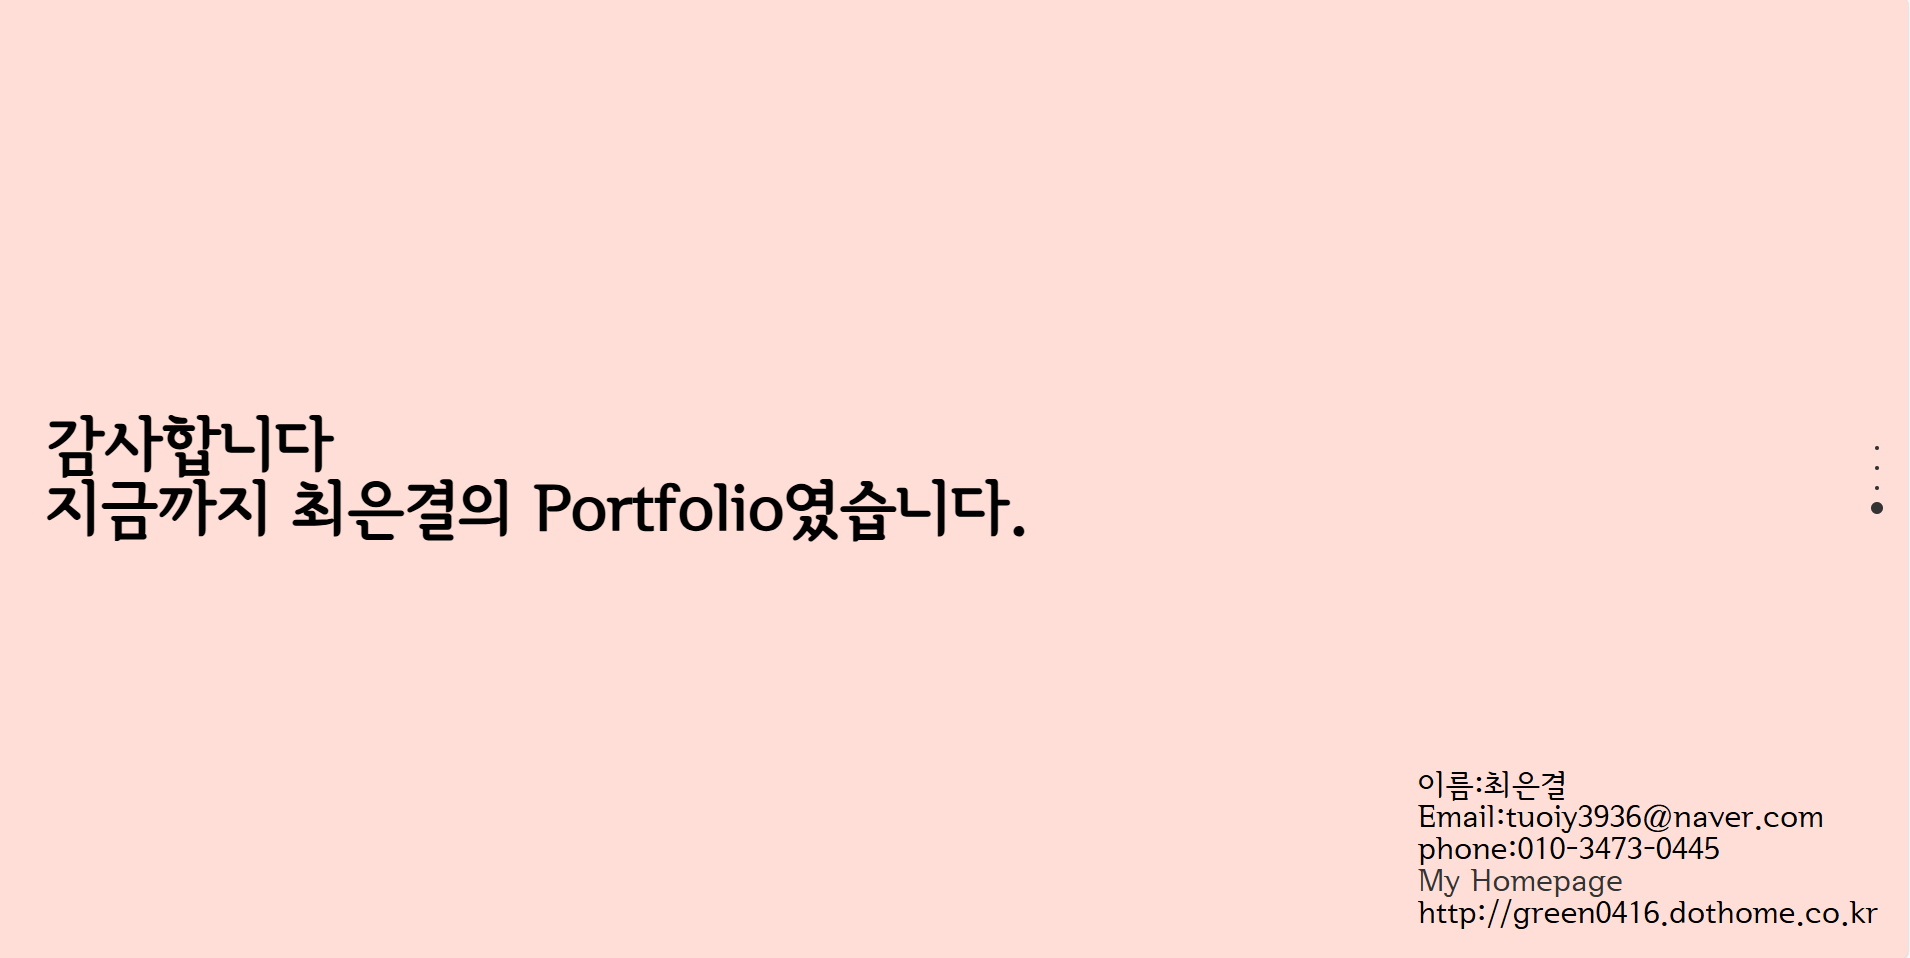 감사합니다
지금까지 최은결의 Portfolio였습니다.
이름:최은결
Email:tuoiy3936@naver.com
phone:010-3473-0445
My Homepage
http://green0416.dothome.co.kr